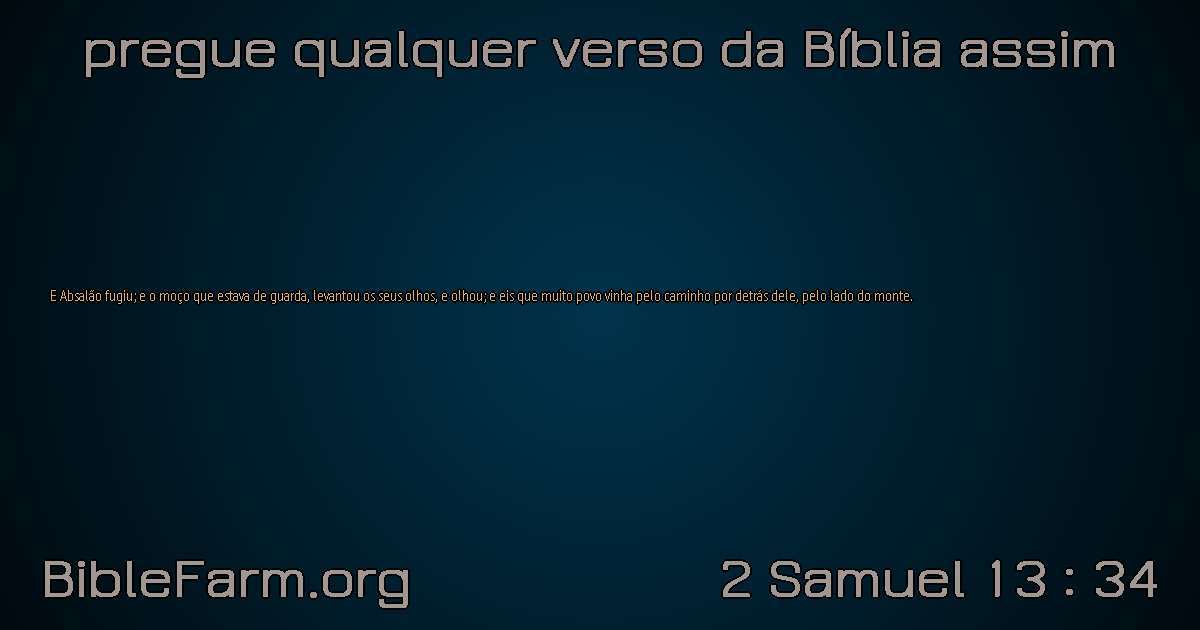 pregue qualquer verso da Bíblia assim
E Absalão fugiu; e o moço que estava de guarda, levantou os seus olhos, e olhou; e eis que muito povo vinha pelo caminho por detrás dele, pelo lado do monte.
BibleFarm.org
2 Samuel 13 : 34